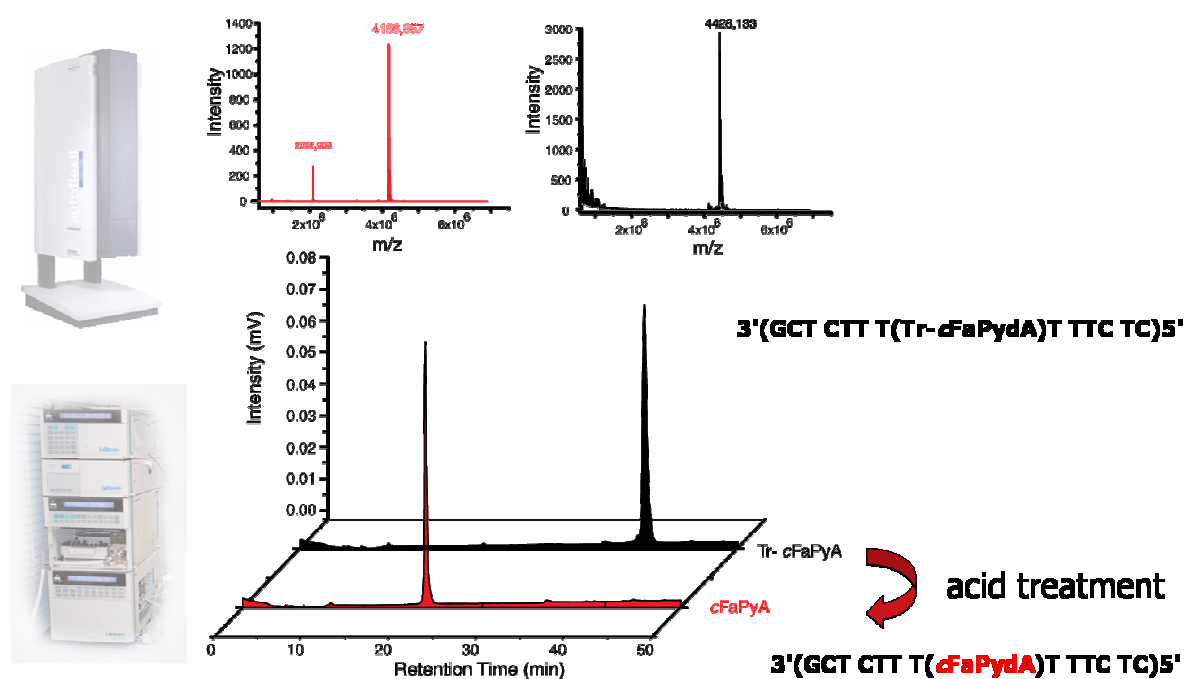 4428,133
1400
1200
1000
800
600
400
200
0
Intensity
2x10⁶
4x10⁶
6x10⁶
m/z
3000
2500
2000
1500
1000
500
0
Intensity
2x10⁶
4x10⁶
6x10⁶
m/z
autoflex II
0.08
0.07
0.06
0.05
0.04
0.03
0.02
0.01
0.00
Intensity (mV)
3'(GCT CTT T(Tr-cFaPydA)T TTC TC)5'
Tr- cFaPyA
cFaPyA
acid treatment
0
10
20
30
40
50
Retention Time (min)
3'(GCT CTT T(cFaPydA)T TTC TC)5'